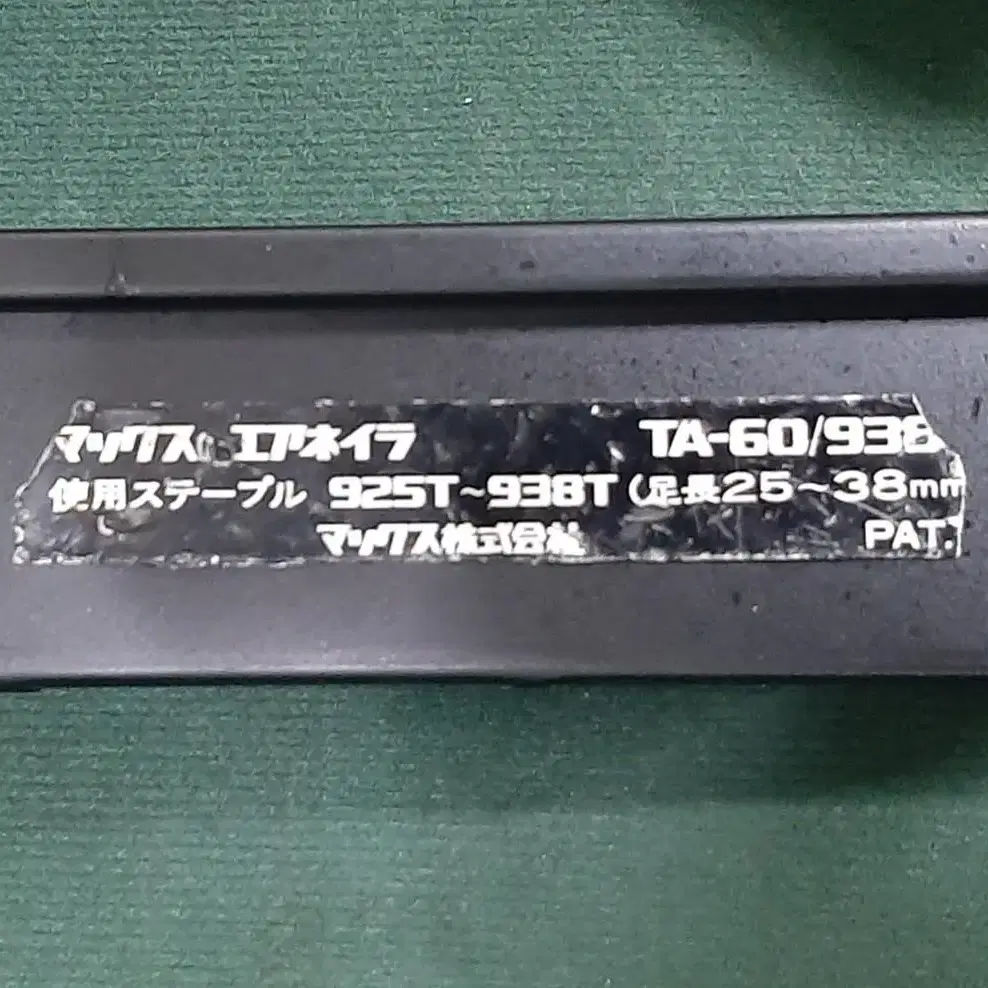 マックス エアネイラ TA-60/938
使用ステープル 925T~938T (足長25~38mm
マックス株式会社 PAT.